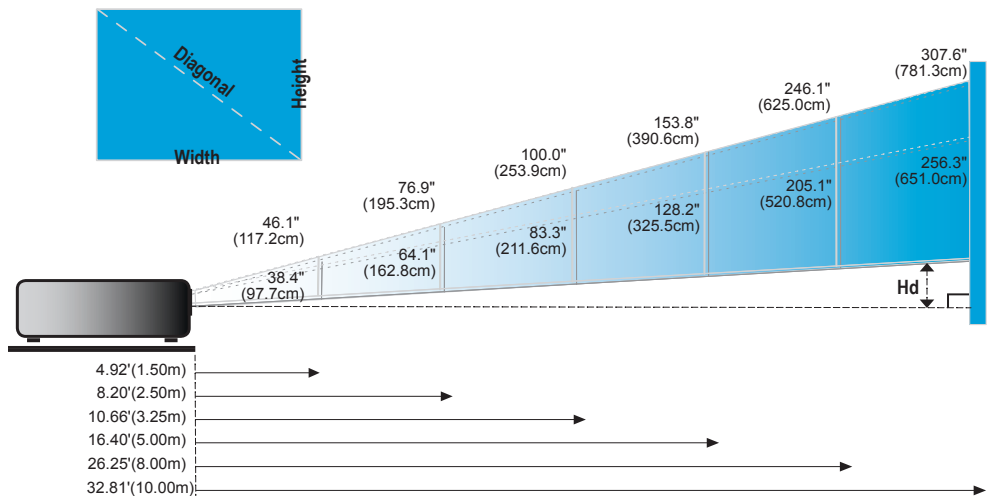 Diagonal
Height
Width
307.6"
(781.3cm)
246.1"
(625.0cm)
153.8"
(390.6cm)
100.0"
(253.9cm)
76.9"
(195.3cm)
46.1"
(117.2cm)
256.3"
(651.0cm)
205.1"
(520.8cm)
128.2"
(325.5cm)
83.3"
(211.6cm)
64.1"
(162.8cm)
38.4"
(97.7cm)
Hd
4.92'(1.50m)
8.20'(2.50m)
10.66'(3.25m)
16.40'(5.00m)
26.25'(8.00m)
32.81'(10.00m)